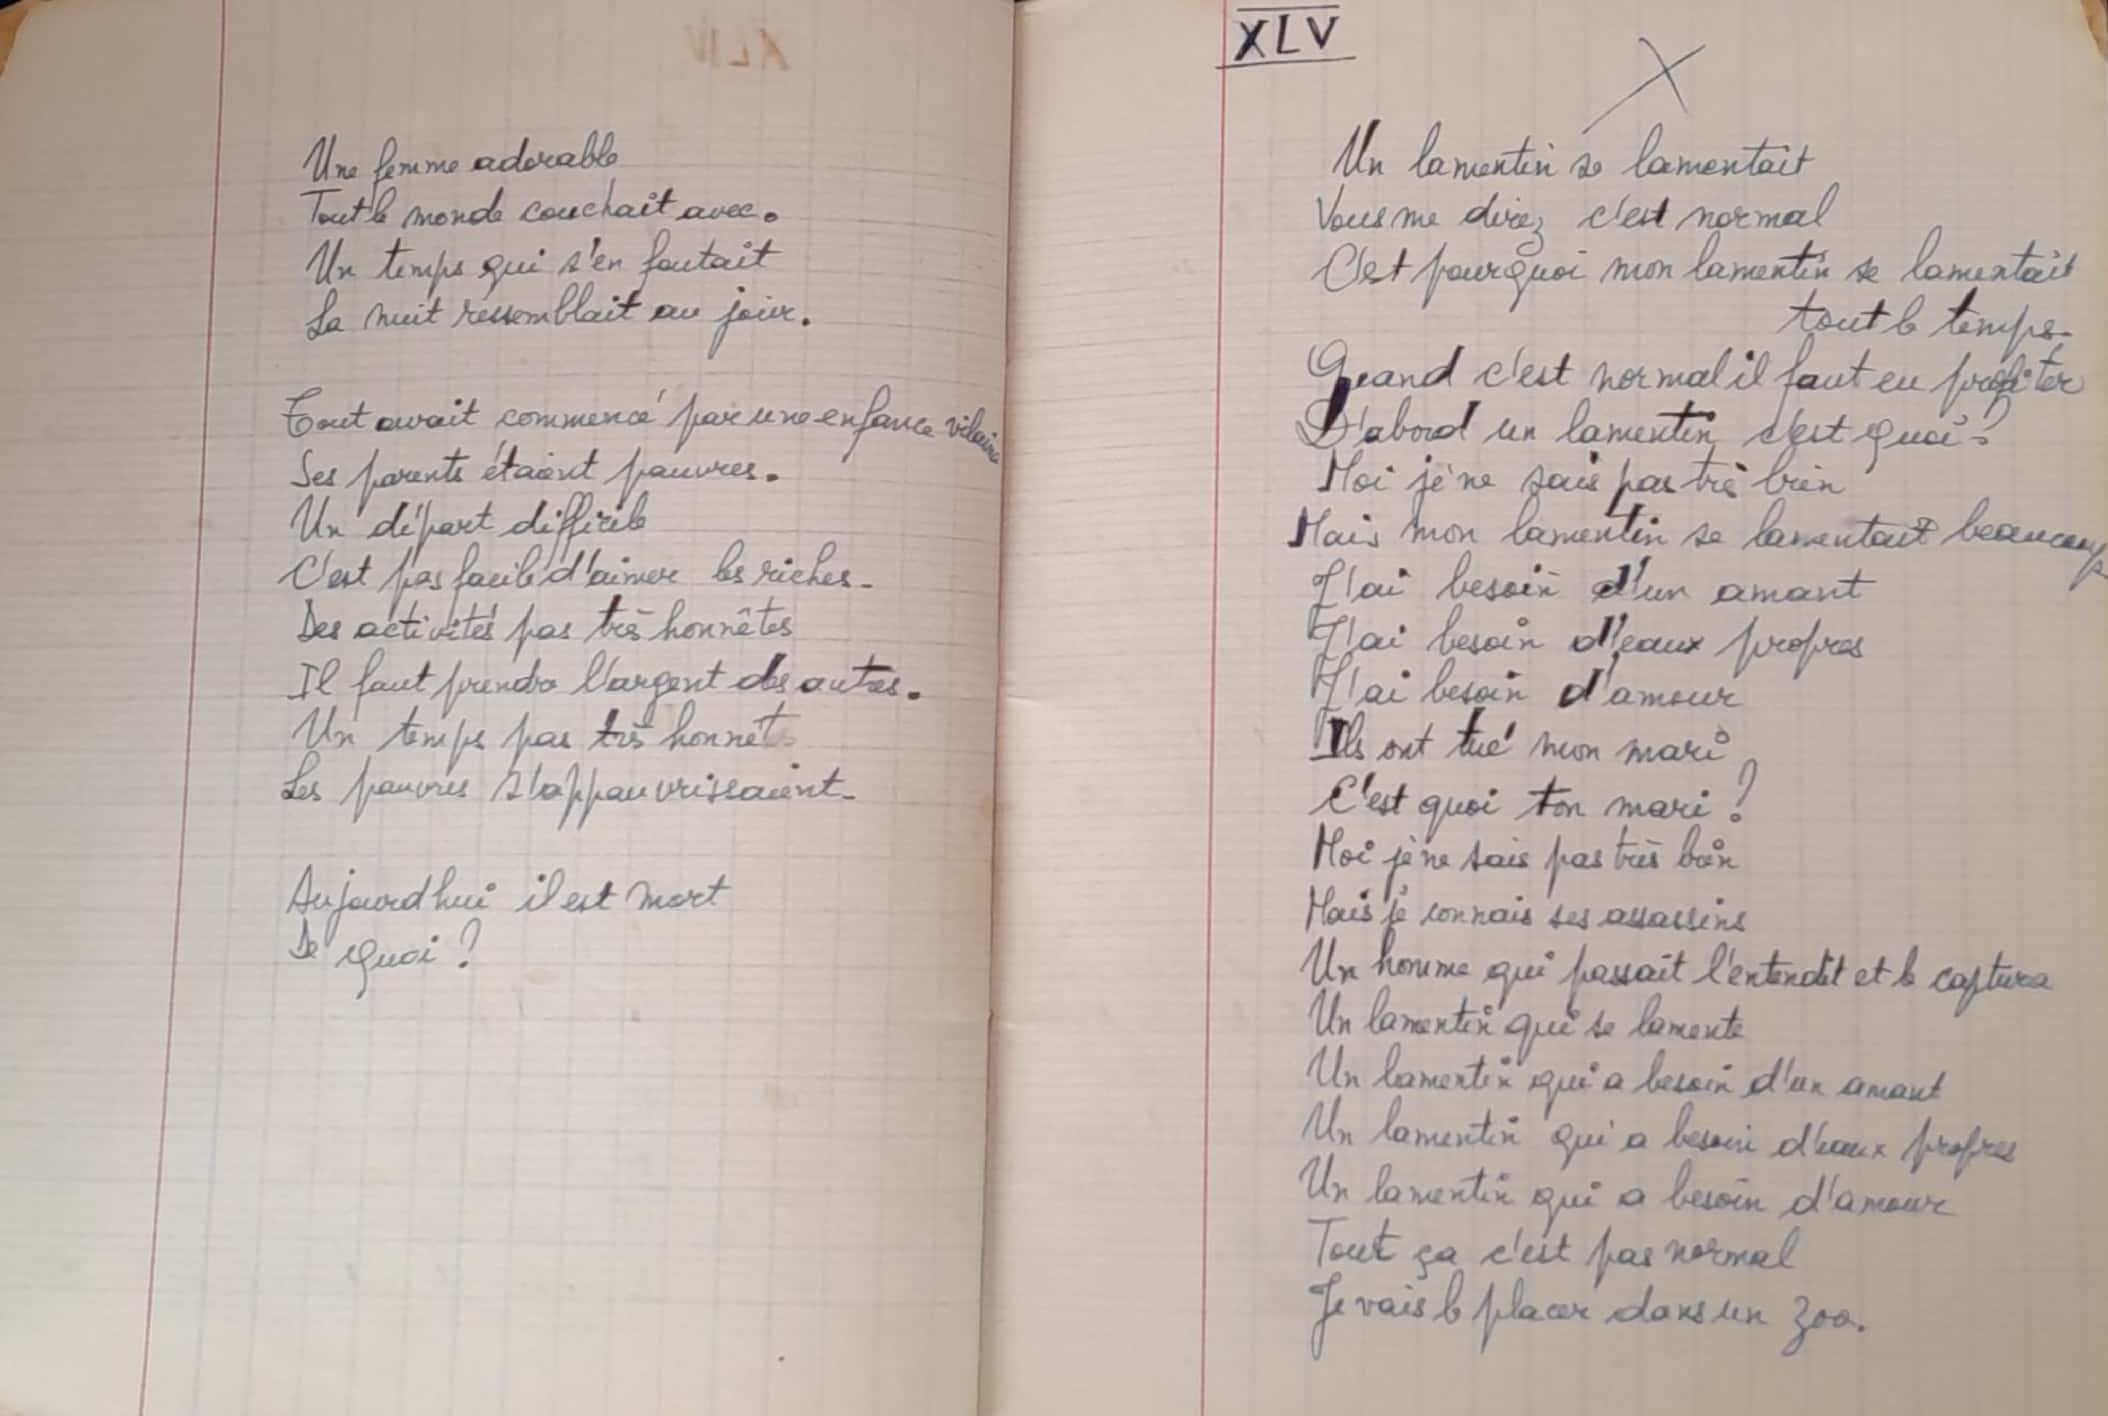 Une femme adorable
Tout le monde couchait avec.
Un temps qui s'en foutait
La nuit ressemblait au jour.
Tout avait commencé par une enfance vilaine
Ses parents étaient pauvres.
Un départ difficile
C'est pas facile d'aimer les riches.
Des activités pas très honnêtes
Il faut prendre l'argent des autres.
Un temps pas très honnête
Les pauvres s'appauvrissaient.
Aujourd'hui il est mort
De quoi ?
XLV
X
Un lamentin se lamentait
Vous me direz c'est normal
C'est pourquoi mon lamentin se lamentait
tout le temps.
Quand c'est normal il faut en profiter
D'abord un lamentin c'est quoi ?
Moi je ne sais pas très bien
Mais mon lamentin se lamentait beaucoup
J'ai besoin d'un amant
J'ai besoin d'eaux propres
J'ai besoin d'amour
Ils ont tué mon mari
C'est quoi ton mari ?
Moi je ne sais pas très bien
Mais je connais ses assassins
Un homme qui passait l'entendit et le captura
Un lamentin qui se lamente
Un lamentin qui a besoin d'un amant
Un lamentin qui a besoin d'eaux propres
Un lamentin qui a besoin d'amour
Tout ça c'est pas normal
Je vais le placer dans un zoo.